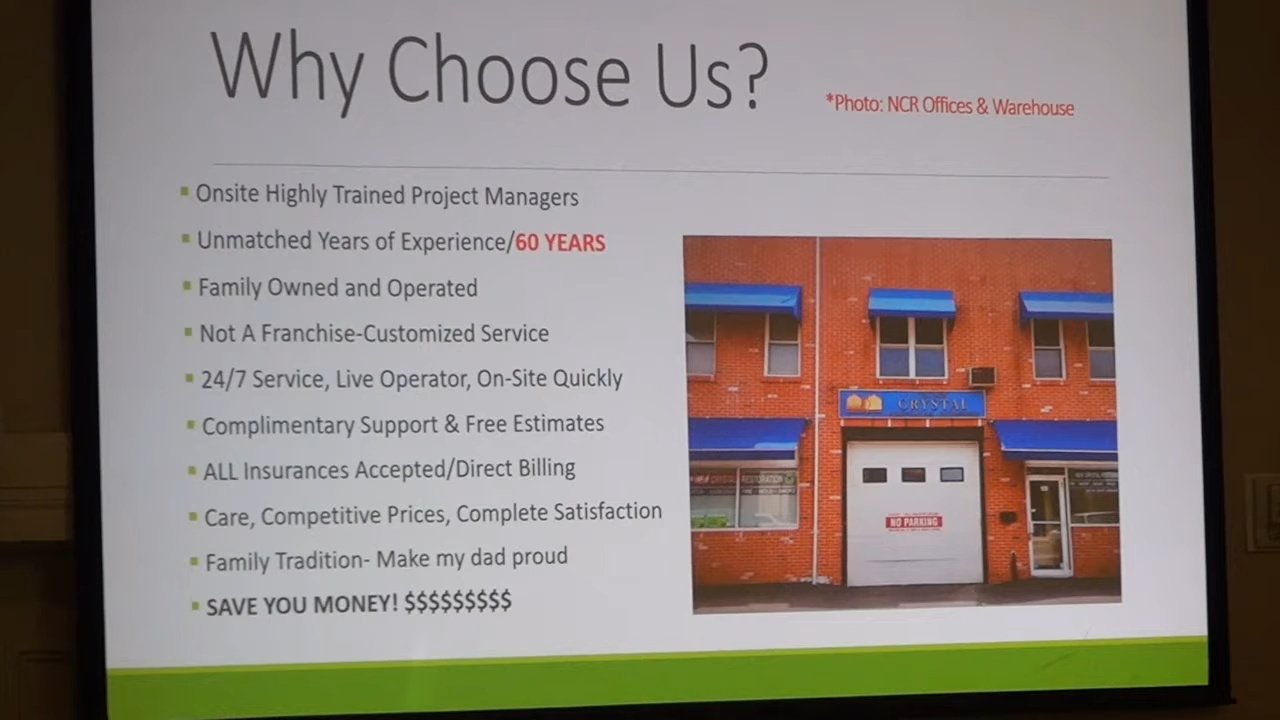 Why Choose Us?
*Photo: NCR Offices & Warehouse
Onsite Highly Trained Project Managers
Unmatched Years of Experience/60 YEARS
Family Owned and Operated
Not A Franchise-Customized Service
24/7 Service, Live Operator, On-Site Quickly
Complimentary Support & Free Estimates
ALL Insurances Accepted/Direct Billing
Care, Competitive Prices, Complete Satisfaction
Family Tradition- Make my dad proud
SAVE YOU MONEY! $$$$$$$$$
CRYSTAL
NEW CRYSTAL RESTORATION
NO PARKING